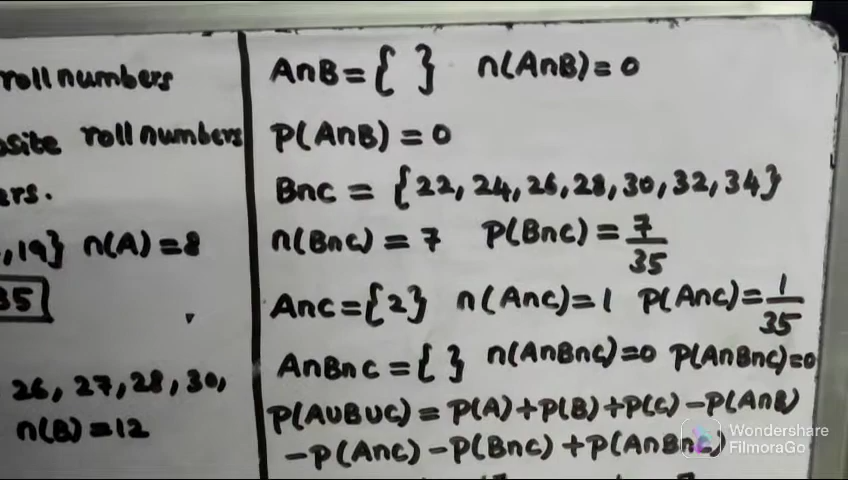 roll numbers
site roll numbers
ers.
,19} n(A) = 8
35
26, 27, 28, 30,
n(B) = 12
A∩B = { } n(A∩B) = 0
P(A∩B) = 0
B∩C = {22, 24, 26, 28, 30, 32, 34}
n(B∩C) = 7 P(B∩C) = 7/35
A∩C = {2} n(A∩C) = 1 P(A∩C) = 1/35
A∩B∩C = { } n(A∩B∩C) = 0 P(A∩B∩C) = 0
P(A∪B∪C) = P(A) + P(B) + P(C) - P(A∩B)
- P(A∩C) - P(B∩C) + P(A∩B∩C)
Wondershare
FilmoraGo